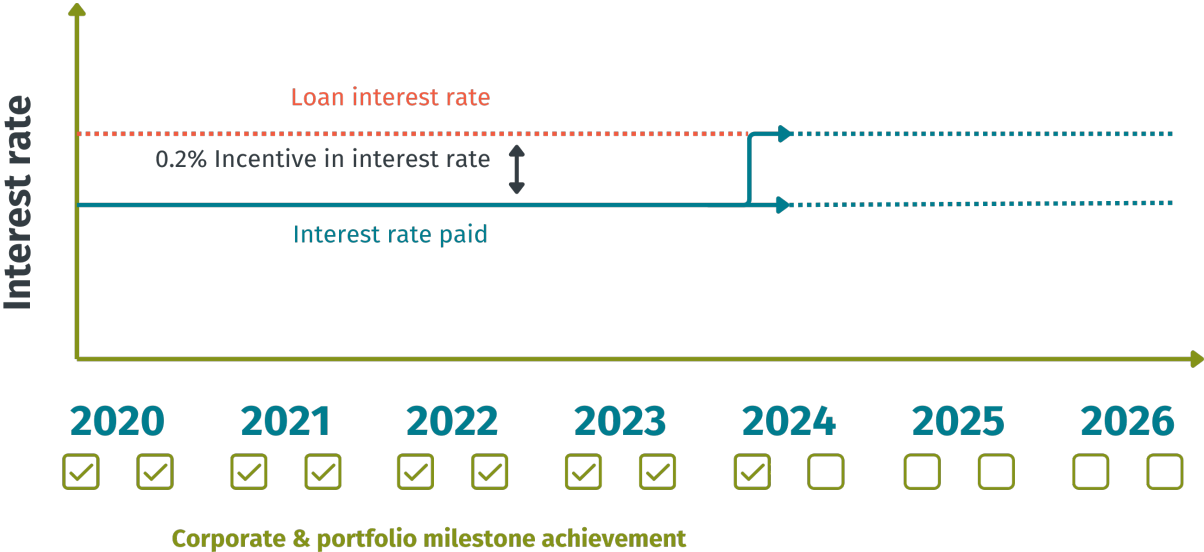 Interest rate
Loan interest rate
0.2% Incentive in interest rate
Interest rate paid
2020 2021 2022 2023 2024 2025 2026
Corporate & portfolio milestone achievement